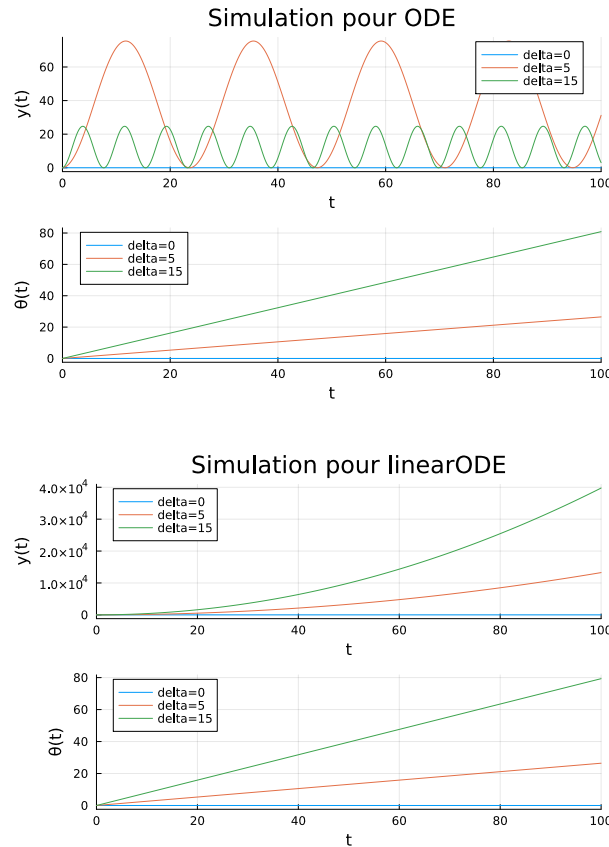 Simulation pour ODE
y(t)
60
40
20
0
0 20 40 60 80 100
t
delta=0
delta=5
delta=15
θ(t)
80
60
40
20
0
0 20 40 60 80 100
t
delta=0
delta=5
delta=15
Simulation pour linearODE
y(t)
4.0×10⁴
3.0×10⁴
2.0×10⁴
1.0×10⁴
0
0 20 40 60 80 100
t
delta=0
delta=5
delta=15
θ(t)
80
60
40
20
0
0 20 40 60 80 100
t
delta=0
delta=5
delta=15